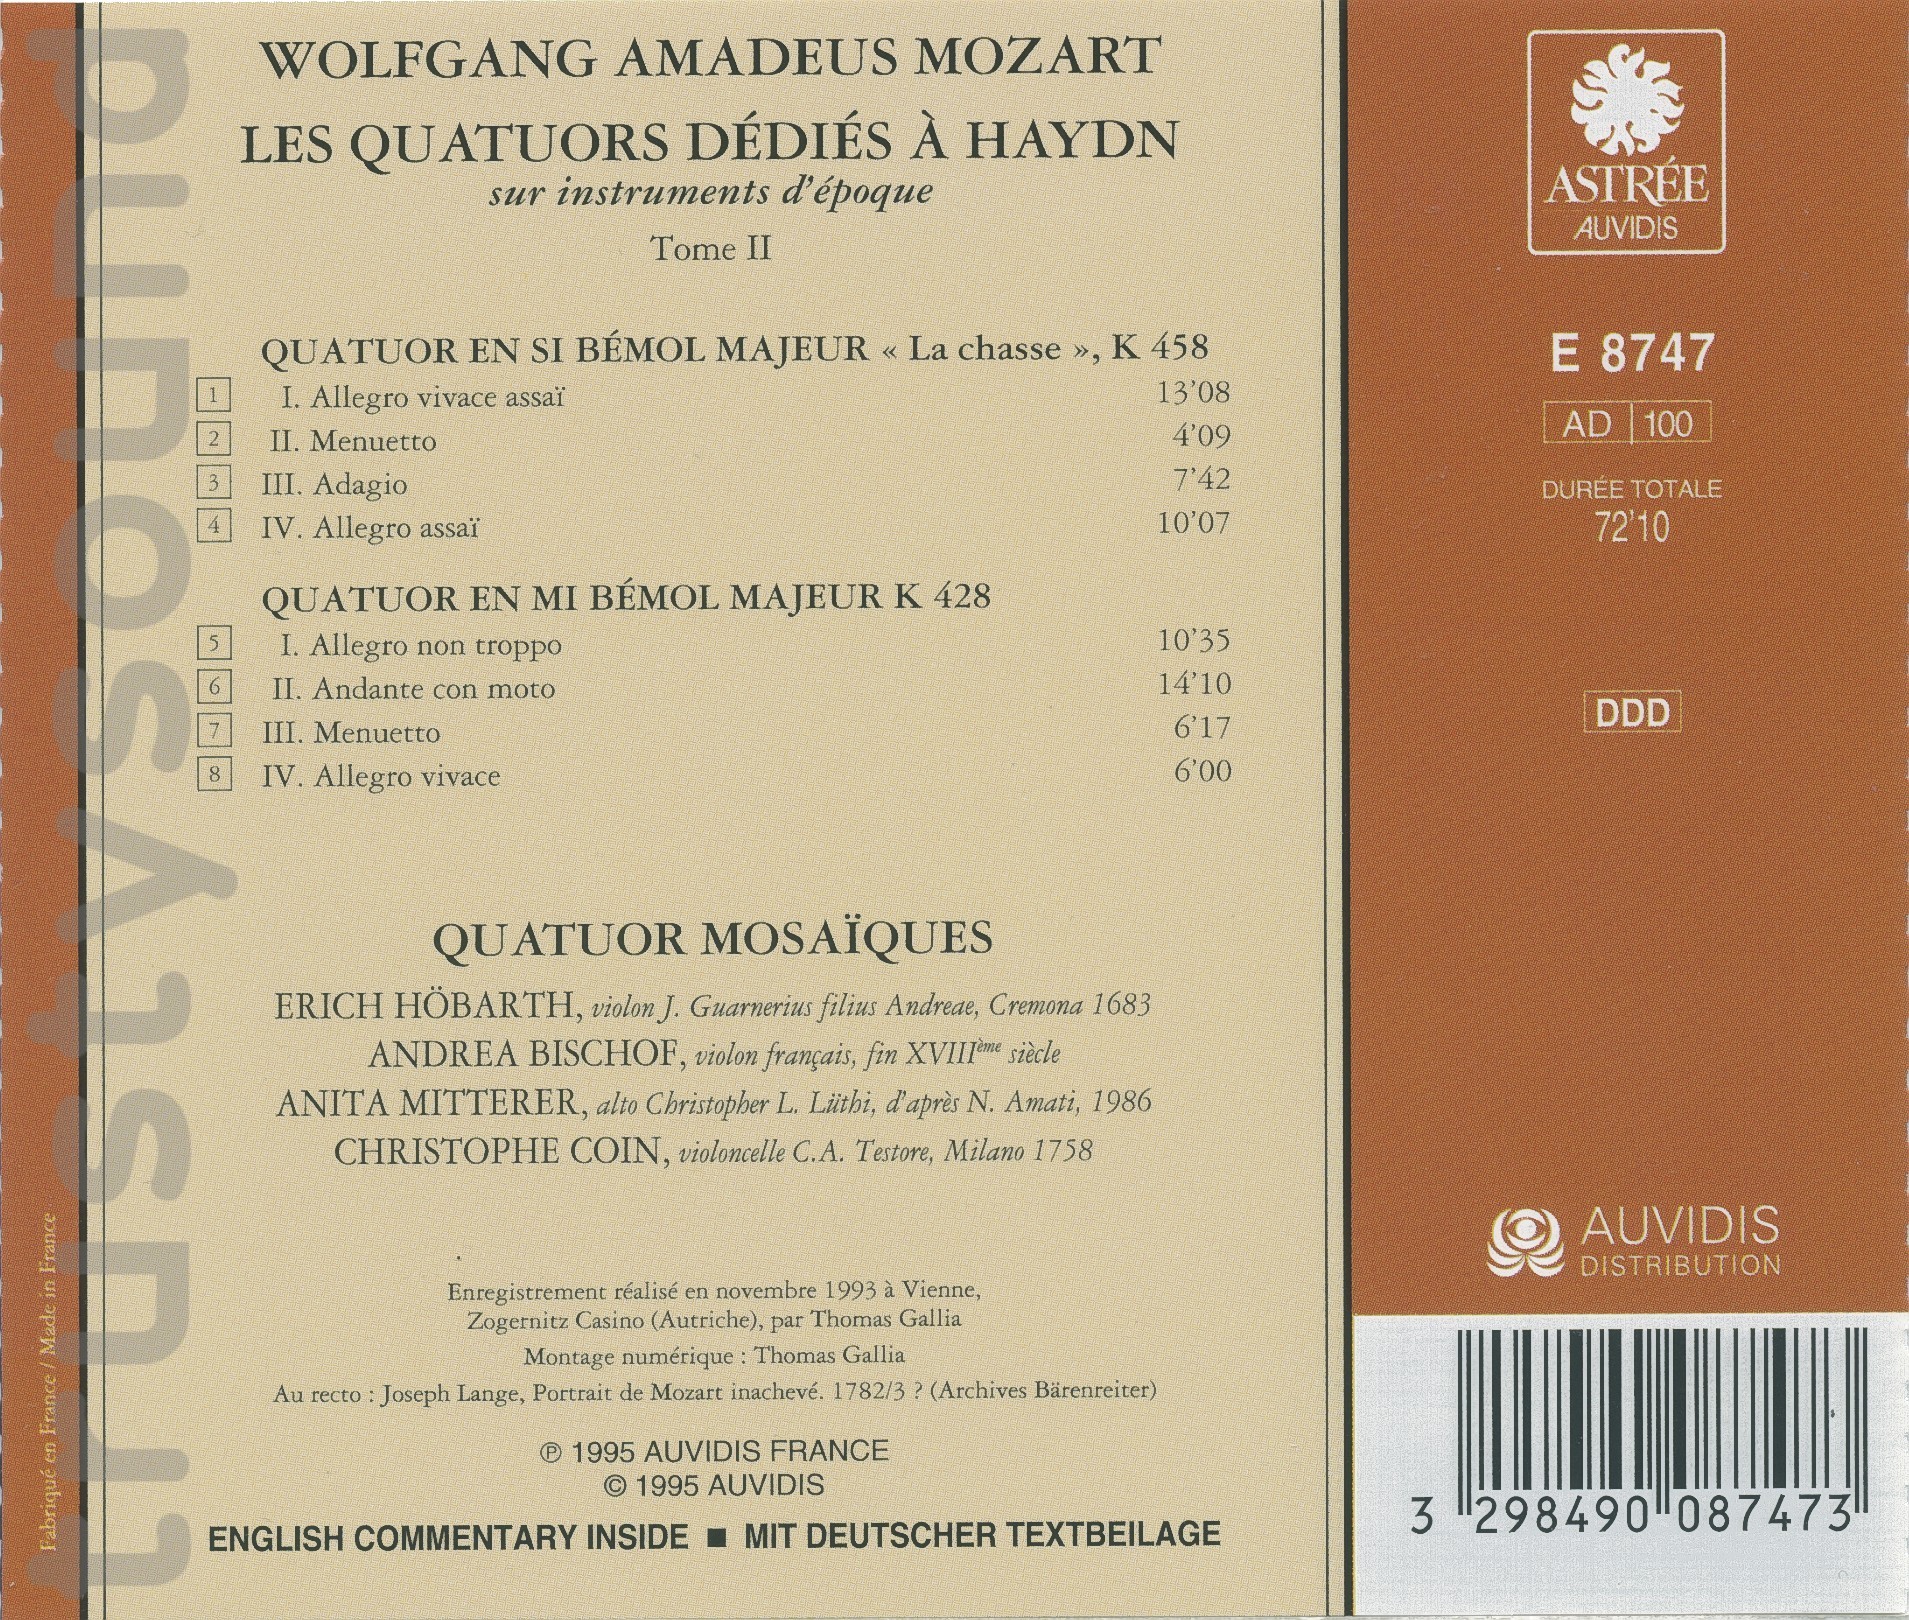 WOLFGANG AMADEUS MOZART
LES QUATUORS DÉDIÉS À HAYDN
sur instruments d'époque
Tome II
QUATUOR EN SI BÉMOL MAJEUR « La chasse », K 458
1 I. Allegro vivace assaï 13'08
2 II. Menuetto 4'09
3 III. Adagio 7'42
4 IV. Allegro assaï 10'07
QUATUOR EN MI BÉMOL MAJEUR K 428
5 I. Allegro non troppo 10'35
6 II. Andante con moto 14'10
7 III. Menuetto 6'17
8 IV. Allegro vivace 6'00
QUATUOR MOSAÏQUES
ERICH HÖBARTH, violon J. Guarnerius filius Andreae, Cremona 1683
ANDREA BISCHOF, violon français, fin XVIIIème siècle
ANITA MITTERER, alto Christopher L. Lüthi, d'après N. Amati, 1986
CHRISTOPHE COIN, violoncelle C.A. Testore, Milano 1758
Enregistrement réalisé en novembre 1993 à Vienne,
Zogernitz Casino (Autriche), par Thomas Gallia
Montage numérique : Thomas Gallia
Au recto : Joseph Lange, Portrait de Mozart inachevé. 1782/3 ? (Archives Bärenreiter)
℗ 1995 AUVIDIS FRANCE
© 1995 AUVIDIS
ENGLISH COMMENTARY INSIDE ■ MIT DEUTSCHER TEXTBEILAGE
ASTRÉE
AUVIDIS
E 8747
AD 100
DURÉE TOTALE
72'10
DDD
AUVIDIS
DISTRIBUTION
3 298490 087473
Fabriqué en France / Made in France
trustysound